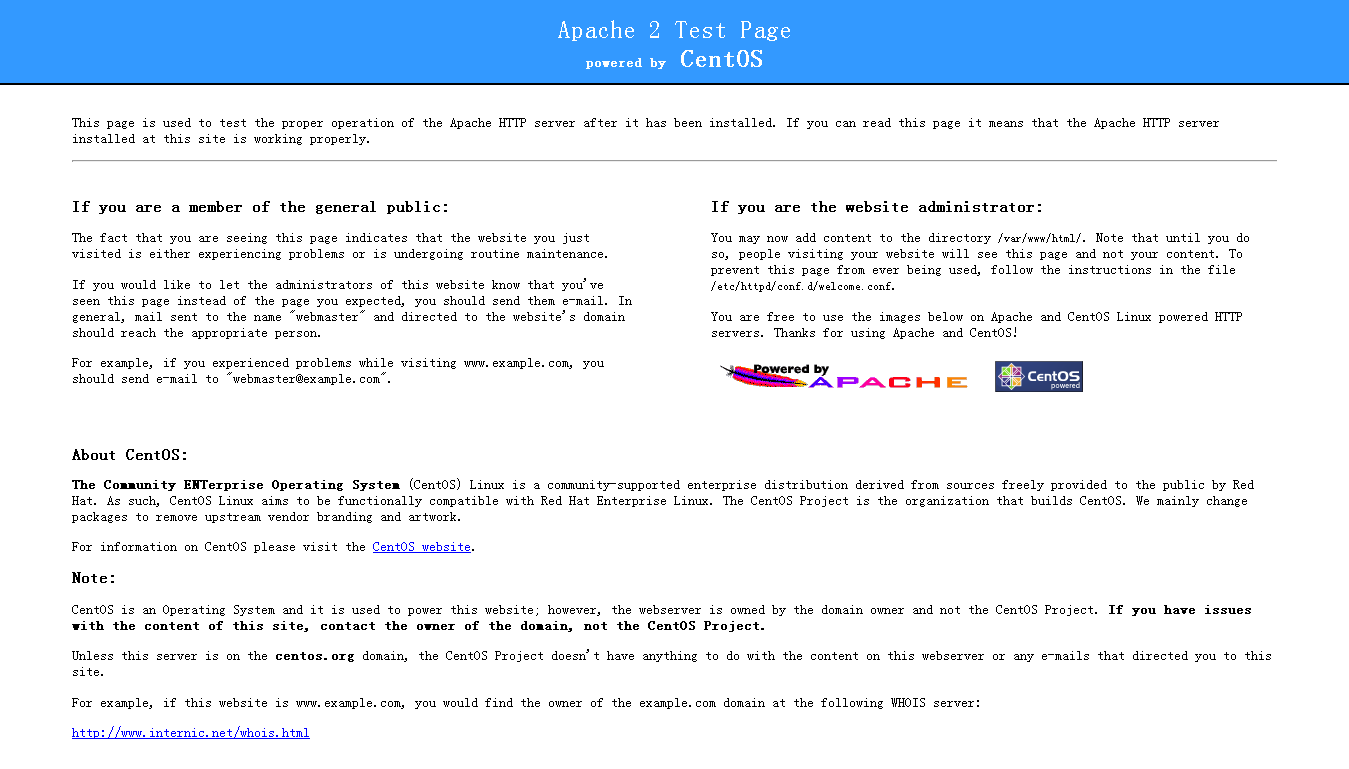 Apache 2 Test Page
powered by CentOS
This page is used to test the proper operation of the Apache HTTP server after it has been installed. If you can read this page it means that the Apache HTTP server
installed at this site is working properly.
If you are a member of the general public:
The fact that you are seeing this page indicates that the website you just
visited is either experiencing problems or is undergoing routine maintenance.
If you would like to let the administrators of this website know that you've
seen this page instead of the page you expected, you should send them e-mail. In
general, mail sent to the name "webmaster" and directed to the website's domain
should reach the appropriate person.
For example, if you experienced problems while visiting www.example.com, you
should send e-mail to "webmaster@example.com".
If you are the website administrator:
You may now add content to the directory /var/www/html/. Note that until you do
so, people visiting your website will see this page and not your content. To
prevent this page from ever being used, follow the instructions in the file
/etc/httpd/conf.d/welcome.conf.
You are free to use the images below on Apache and CentOS Linux powered HTTP
servers. Thanks for using Apache and CentOS!
Powered by
APACHE
CentOS
powered
About CentOS:
The Community ENTerprise Operating System (CentOS) Linux is a community-supported enterprise distribution derived from sources freely provided to the public by Red
Hat. As such, CentOS Linux aims to be functionally compatible with Red Hat Enterprise Linux. The CentOS Project is the organization that builds CentOS. We mainly change
packages to remove upstream vendor branding and artwork.
For information on CentOS please visit the CentOS website.
Note:
CentOS is an Operating System and it is used to power this website; however, the webserver is owned by the domain owner and not the CentOS Project. If you have issues
with the content of this site, contact the owner of the domain, not the CentOS Project.
Unless this server is on the centos.org domain, the CentOS Project doesn't have anything to do with the content on this webserver or any e-mails that directed you to this
site.
For example, if this website is www.example.com, you would find the owner of the example.com domain at the following WHOIS server:
http://www.internic.net/whois.html